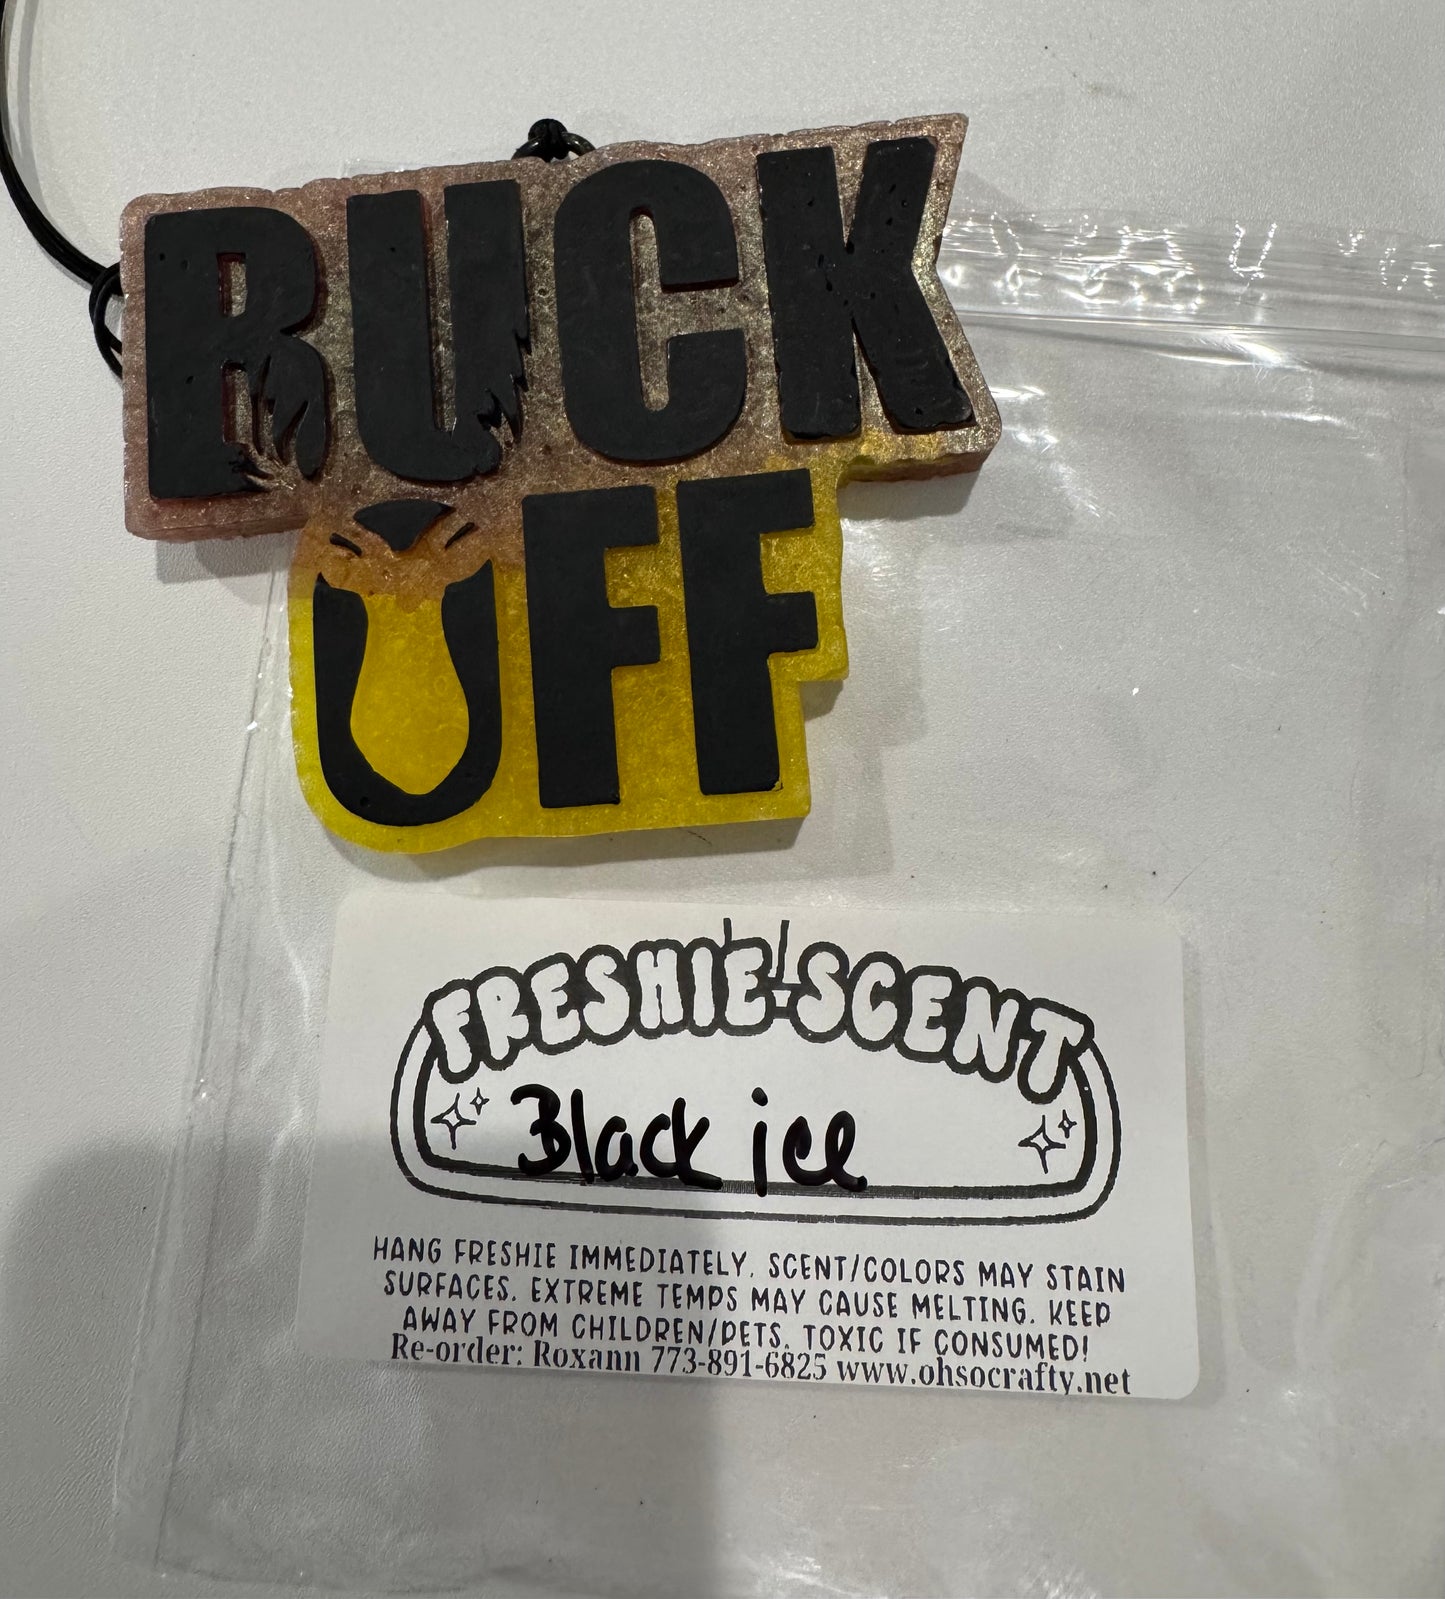 BUCK
OFF
FRESHIE SCENT
Black ice
HANG FRESHIE IMMEDIATELY. SCENT/COLORS MAY STAIN
SURFACES. EXTREME TEMPS MAY CAUSE MELTING. KEEP
AWAY FROM CHILDREN/PETS. TOXIC IF CONSUMED!
Re-order: Roxann 773-891-6825 www.ohsocrafty.net